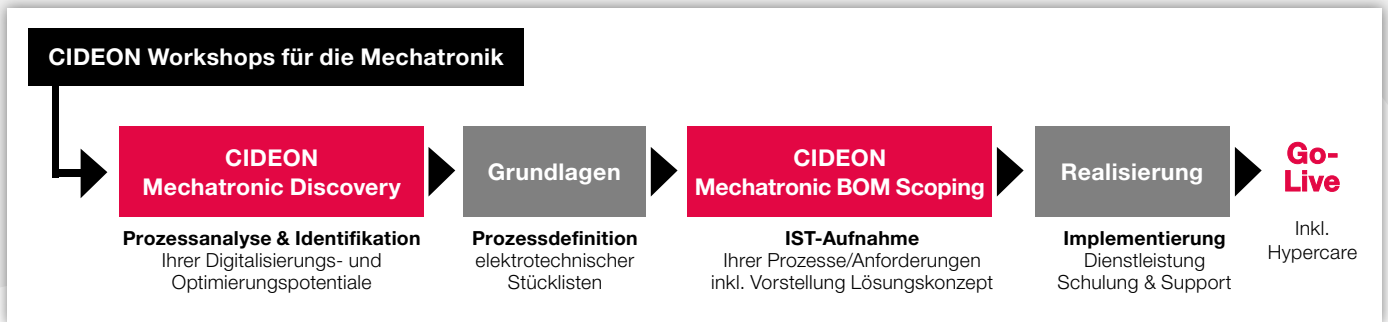 CIDEON Workshops für die Mechatronik
CIDEON
Mechatronic Discovery
Prozessanalyse & Identifikation
Ihrer Digitalisierungs- und
Optimierungspotentiale
Grundlagen
Prozessdefinition
elektrotechnischer
Stücklisten
CIDEON
Mechatronic BOM Scoping
IST-Aufnahme
Ihrer Prozesse/Anforderungen
inkl. Vorstellung Lösungskonzept
Realisierung
Implementierung
Dienstleistung
Schulung & Support
Go-
Live
Inkl.
Hypercare